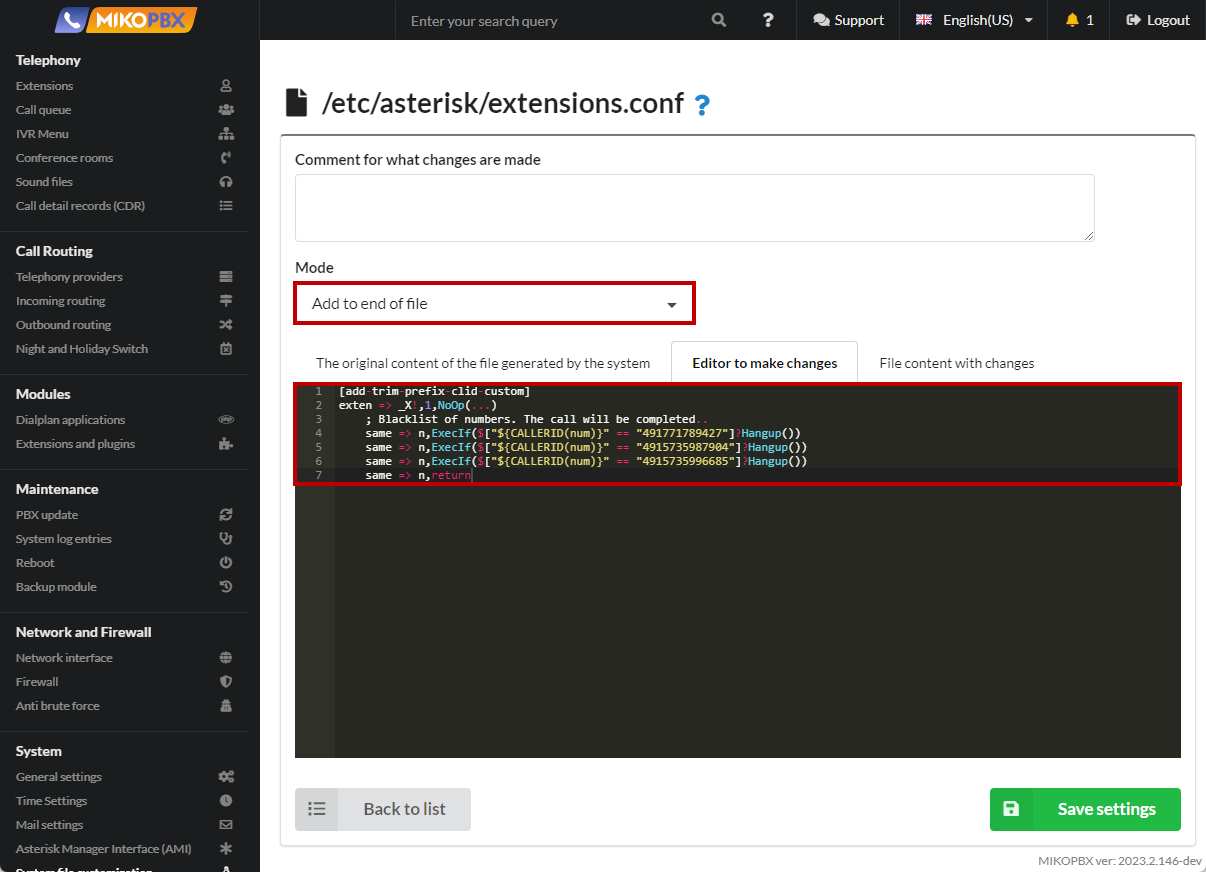 MIKOPBX
Enter your search query
?
Support
English(US)
1
Logout
Telephony
Extensions
Call queue
IVR Menu
Conference rooms
Sound files
Call detail records (CDR)
Call Routing
Telephony providers
Incoming routing
Outbound routing
Night and Holiday Switch
Modules
Dialplan applications
Extensions and plugins
Maintenance
PBX update
System log entries
Reboot
Backup module
Network and Firewall
Network interface
Firewall
Anti brute force
System
General settings
Time Settings
Mail settings
Asterisk Manager Interface (AMI)
System file customization
/etc/asterisk/extensions.conf ?
Comment for what changes are made
Mode
Add to end of file
The original content of the file generated by the system
Editor to make changes
File content with changes
1 [add-trim-prefix-clid-custom]
2 exten => _X!,1,NoOp(...)
3 ; Blacklist of numbers. The call will be completed..
4 same => n,ExecIf($["${CALLERID(num)}" == "491771789427"]?Hangup())
5 same => n,ExecIf($["${CALLERID(num)}" == "4915735987904"]?Hangup())
6 same => n,ExecIf($["${CALLERID(num)}" == "4915735996685"]?Hangup())
7 same => n,return
Back to list
Save settings
MIKOPBX ver: 2023.2.146-dev